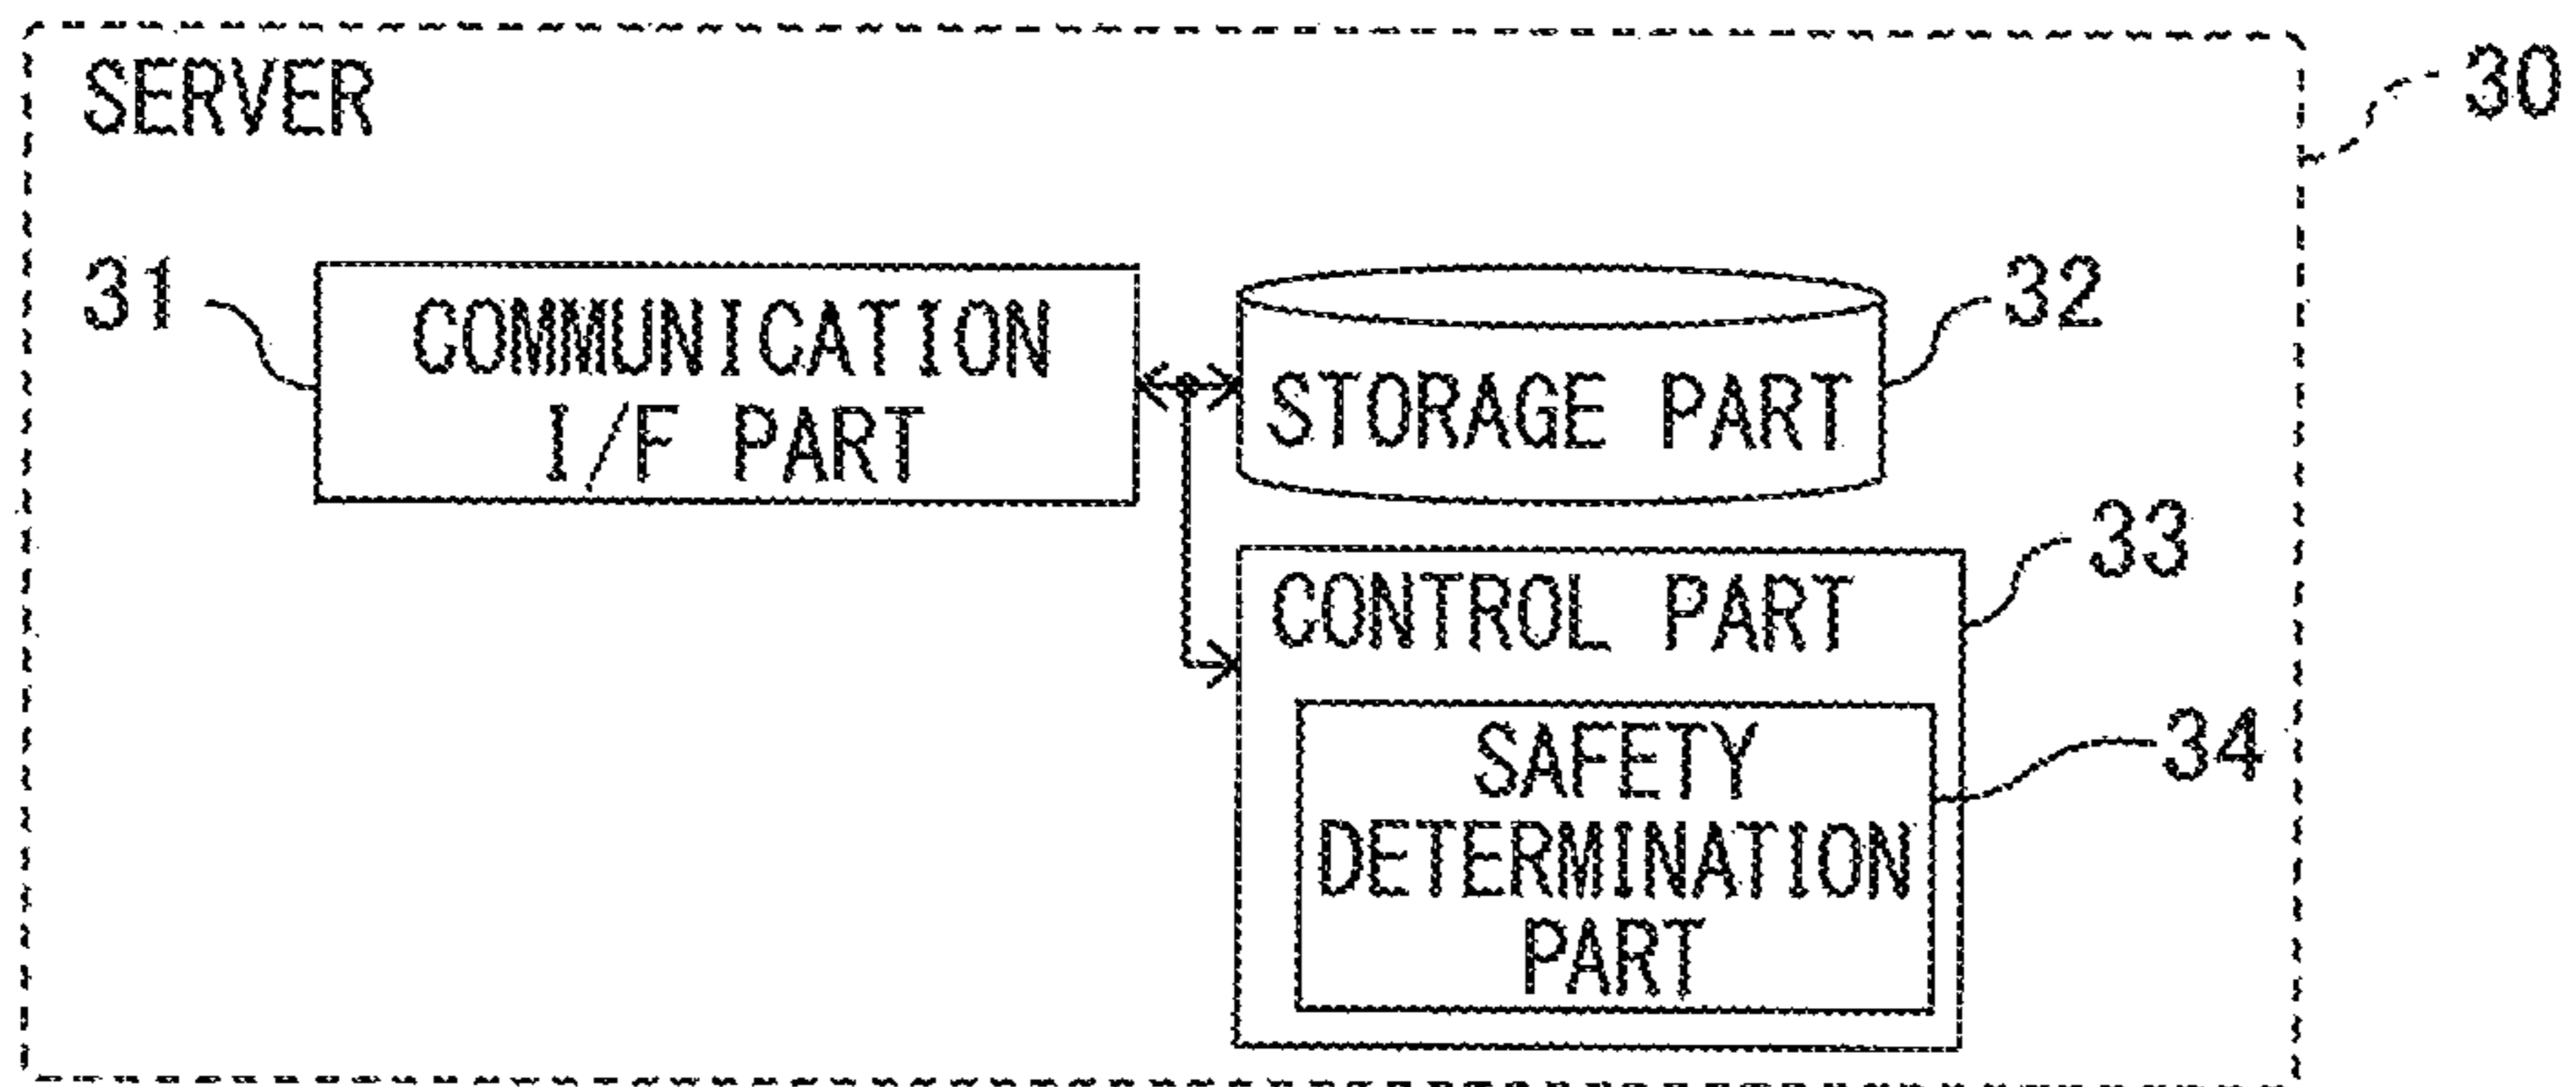 SERVER
30
31
COMMUNICATION
I/F PART
32
STORAGE PART
33
CONTROL PART
34
SAFETY
DETERMINATION
PART